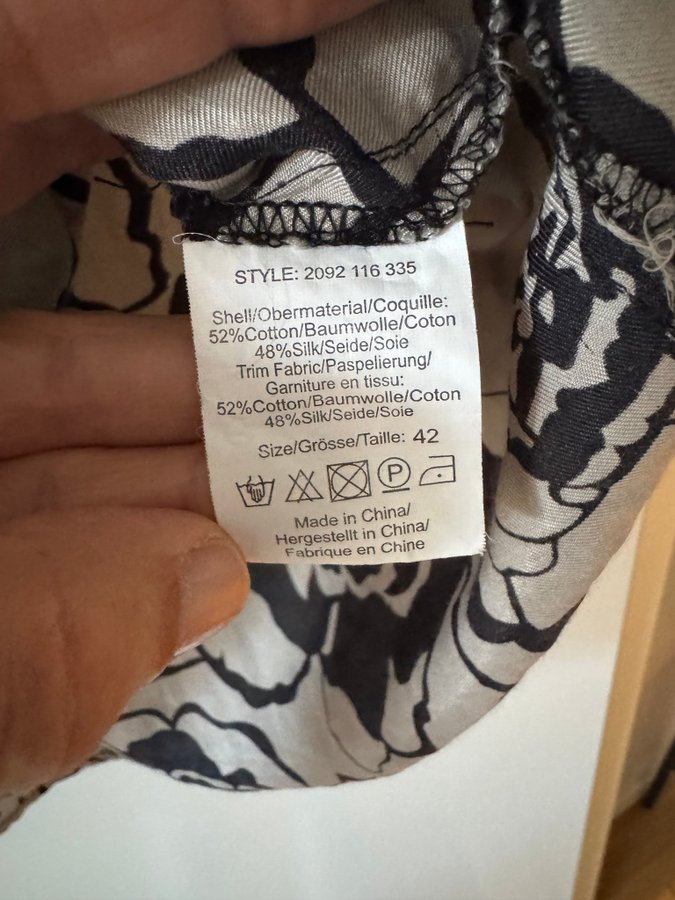 STYLE: 2092 116 335
Shell/Obermaterial/Coquille:
52%Cotton/Baumwolle/Coton
48%Silk/Seide/Soie
Trim Fabric/Paspelierung/
Garniture en tissu:
52%Cotton/Baumwolle/Coton
48%Silk/Seide/Soie
Size/Grösse/Taille: 42
P
Made in China/
Hergestellt in China/
Fabrique en Chine